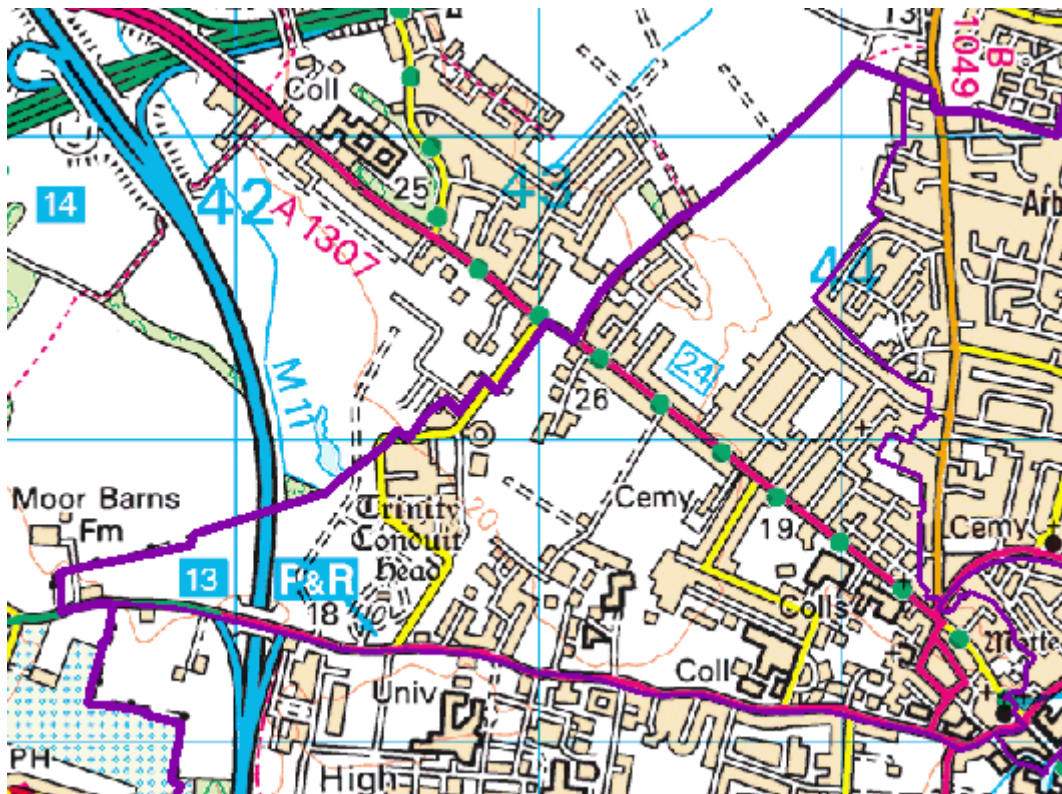 13
B 1049
Coll
14
42
25
43
A 1307
44
Arb
M 11
24
26
Moor Barns
Fm
Trinity
Conduit
Head
20
Cemy
19
Cemy
13
P&R
18
Colls
Coll
Univ
PH
High